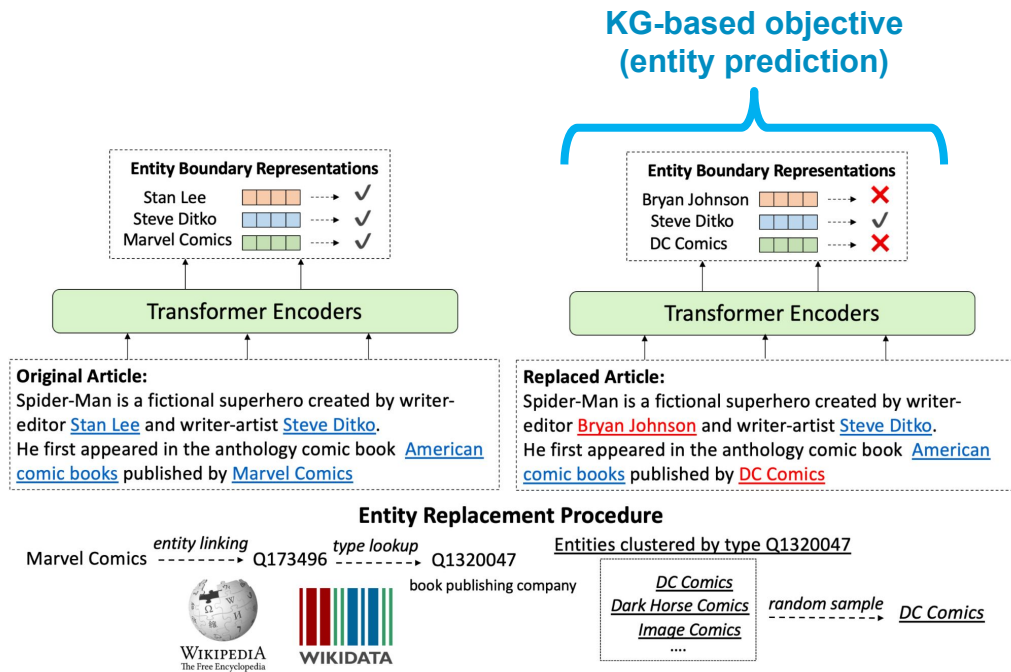 KG-based objective
(entity prediction)
Entity Boundary Representations
Stan Lee
Steve Ditko
Marvel Comics
Transformer Encoders
Original Article:
Spider-Man is a fictional superhero created by writer-
editor Stan Lee and writer-artist Steve Ditko.
He first appeared in the anthology comic book American
comic books published by Marvel Comics
Entity Boundary Representations
Bryan Johnson
Steve Ditko
DC Comics
Transformer Encoders
Replaced Article:
Spider-Man is a fictional superhero created by writer-
editor Bryan Johnson and writer-artist Steve Ditko.
He first appeared in the anthology comic book American
comic books published by DC Comics
Entity Replacement Procedure
Marvel Comics entity linking Q173496 type lookup Q1320047
book publishing company
WIKIPEDIA
The Free Encyclopedia
WIKIDATA
Entities clustered by type Q1320047
DC Comics
Dark Horse Comics
Image Comics
....
random sample
DC Comics